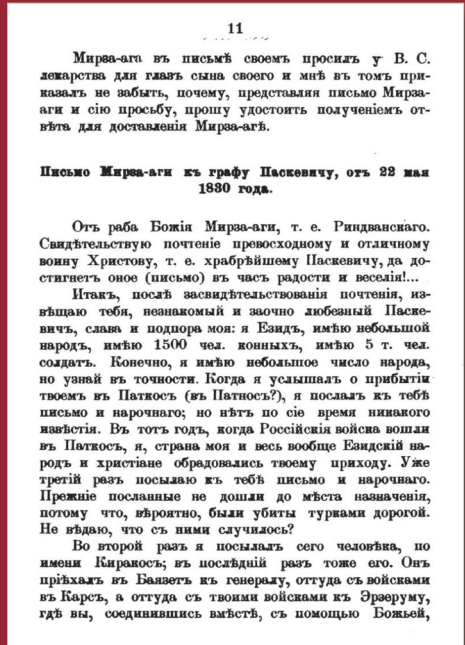 11
Мирза-ага въ письмѣ своемъ просилъ у В. С.
лекарства для глазъ сына своего и мнѣ въ томъ при-
казалъ не забыть, почему, представляя письмо Мирза-
аги и сію просьбу, прошу удостоить полученіемъ от-
вѣта для доставленія Мирза-агѣ.
Письмо Мирза-аги къ графу Паскевичу, отъ 22 мая
1830 года.
Отъ раба Божія Мирза-аги, т. е. Риндванскаго.
Свидѣтельствую почтеніе превосходному и отличному
воину Христову, т. е. храбрѣйшему Паскевичу, да до-
стигнетъ оное (письмо) въ часъ радости и веселія!...
Итакъ, послѣ засвидѣтельствованія почтенія, из-
вѣщаю тебя, незнакомый и заочно любезный Паске-
вичъ, слава и подпора моя: я Езидъ, имѣю небольшой
народъ, имѣю 1500 чел. конныхъ, имѣю 5 т. чел.
солдатъ. Конечно, я имѣю небольшое число народа,
но узнай въ точности. Когда я услышалъ о прибытіи
твоемъ въ Паткосъ (въ Патносъ?), я послалъ къ тебѣ
письмо и нарочнаго; но нѣтъ по сіе время никакого
извѣстія. Въ тотъ годъ, когда Россійскія войска вошли
въ Паткосъ, я, страна моя и весь вообще Езидскій на-
родъ и христіане обрадовались твоему приходу. Уже
третій разъ посылаю къ тебѣ письмо и нарочнаго.
Прежніе посланные не дошли до мѣста назначенія,
потому что, вѣроятно, были убиты турками дорогой.
Не вѣдаю, что съ ними случилось?
Во второй разъ я посылалъ сего человѣка, по
имени Киракосъ; въ послѣдній разъ тоже его. Онъ
пріѣхалъ въ Баязетъ къ генералу, оттуда съ войсками
въ Карсъ, а оттуда съ твоими войсками къ Эрзеруму,
гдѣ вы, соединившись вмѣстѣ, съ помощью Божьей,